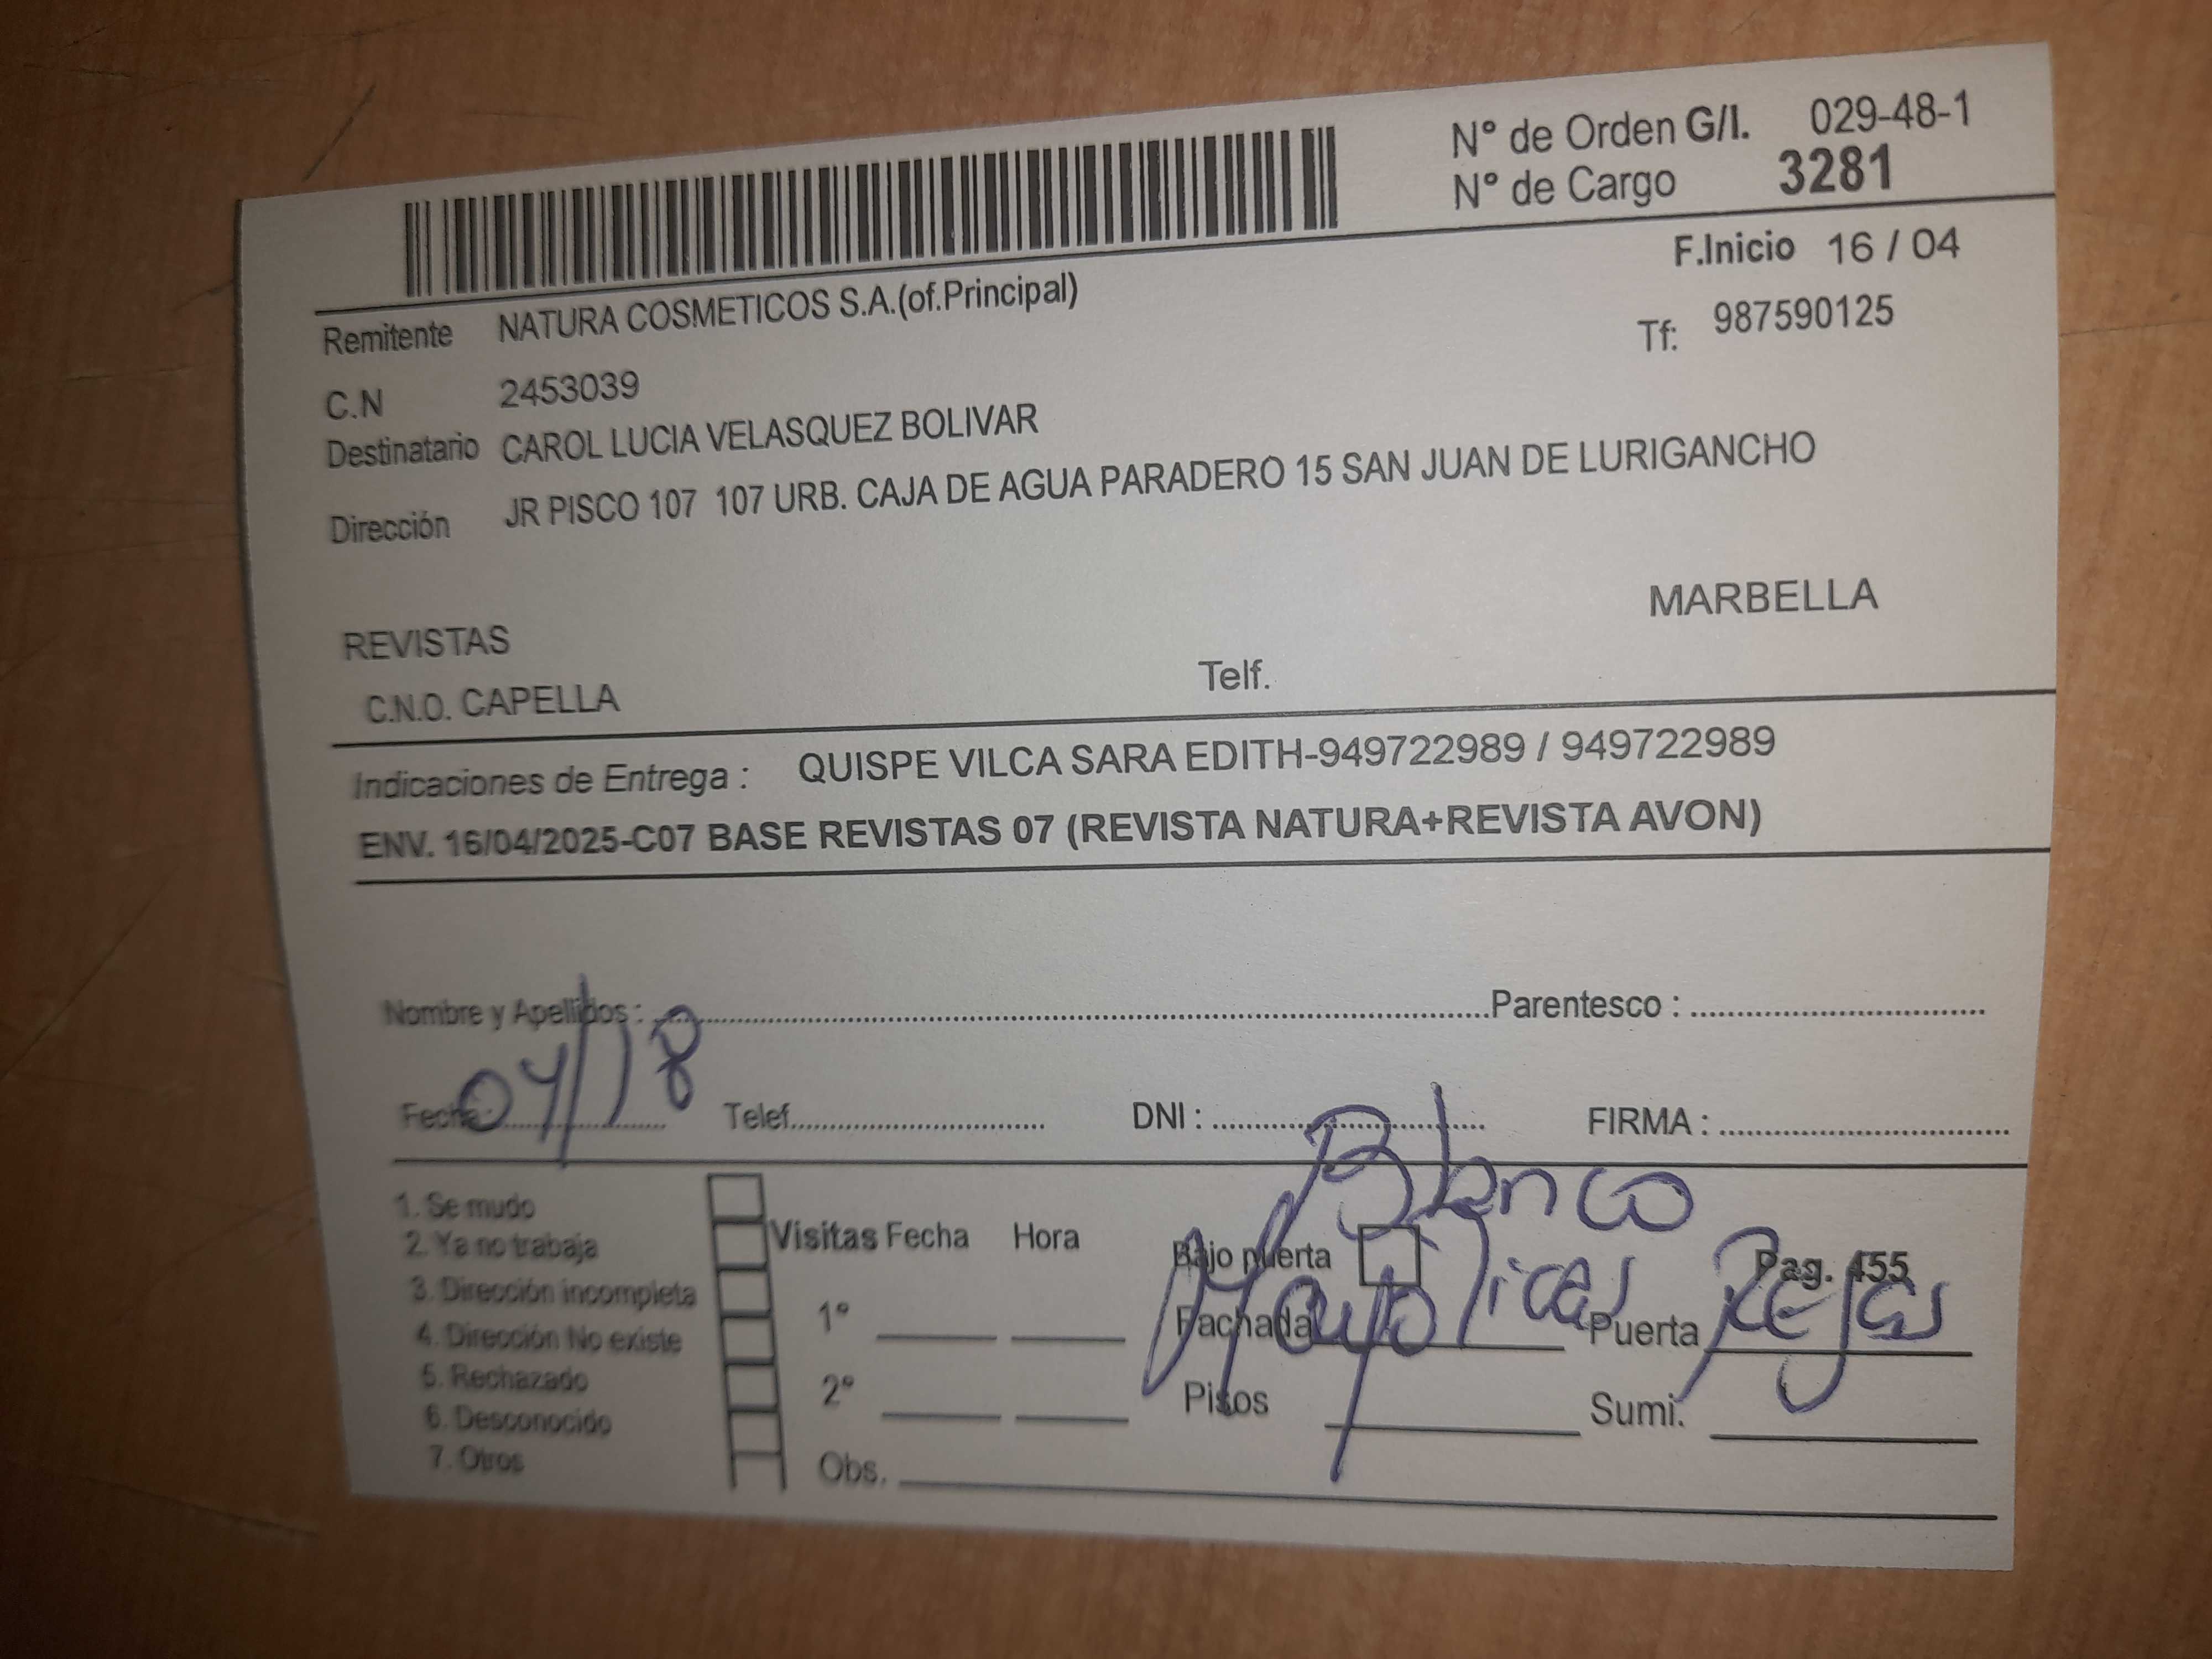 N° de Orden G/I. 029-48-1
N° de Cargo 3281
F.Inicio 16 / 04
Remitente NATURA COSMETICOS S.A.(of.Principal)
Tf: 987590125
C.N 2453039
Destinatario CAROL LUCIA VELASQUEZ BOLIVAR
Dirección JR PISCO 107 107 URB. CAJA DE AGUA PARADERO 15 SAN JUAN DE LURIGANCHO
MARBELLA
REVISTAS
C.N.O. CAPELLA Telf.
Indicaciones de Entrega : QUISPE VILCA SARA EDITH-949722989 / 949722989
ENV. 16/04/2025-C07 BASE REVISTAS 07 (REVISTA NATURA+REVISTA AVON)
Nombre y Apellidos : Parentesco :
Fecha: 04/18 Telef. DNI : FIRMA :
Blanco
1. Se mudo
2. Ya no trabaja
3. Dirección incompleta
4. Dirección No existe
5. Rechazado
6. Desconocido
7. Otros
Visitas Fecha Hora
1°
2°
Obs.
Bajo puerta Pag. 455
Fachada Mayolicas Puerta Rejas
Pisos Sumi.